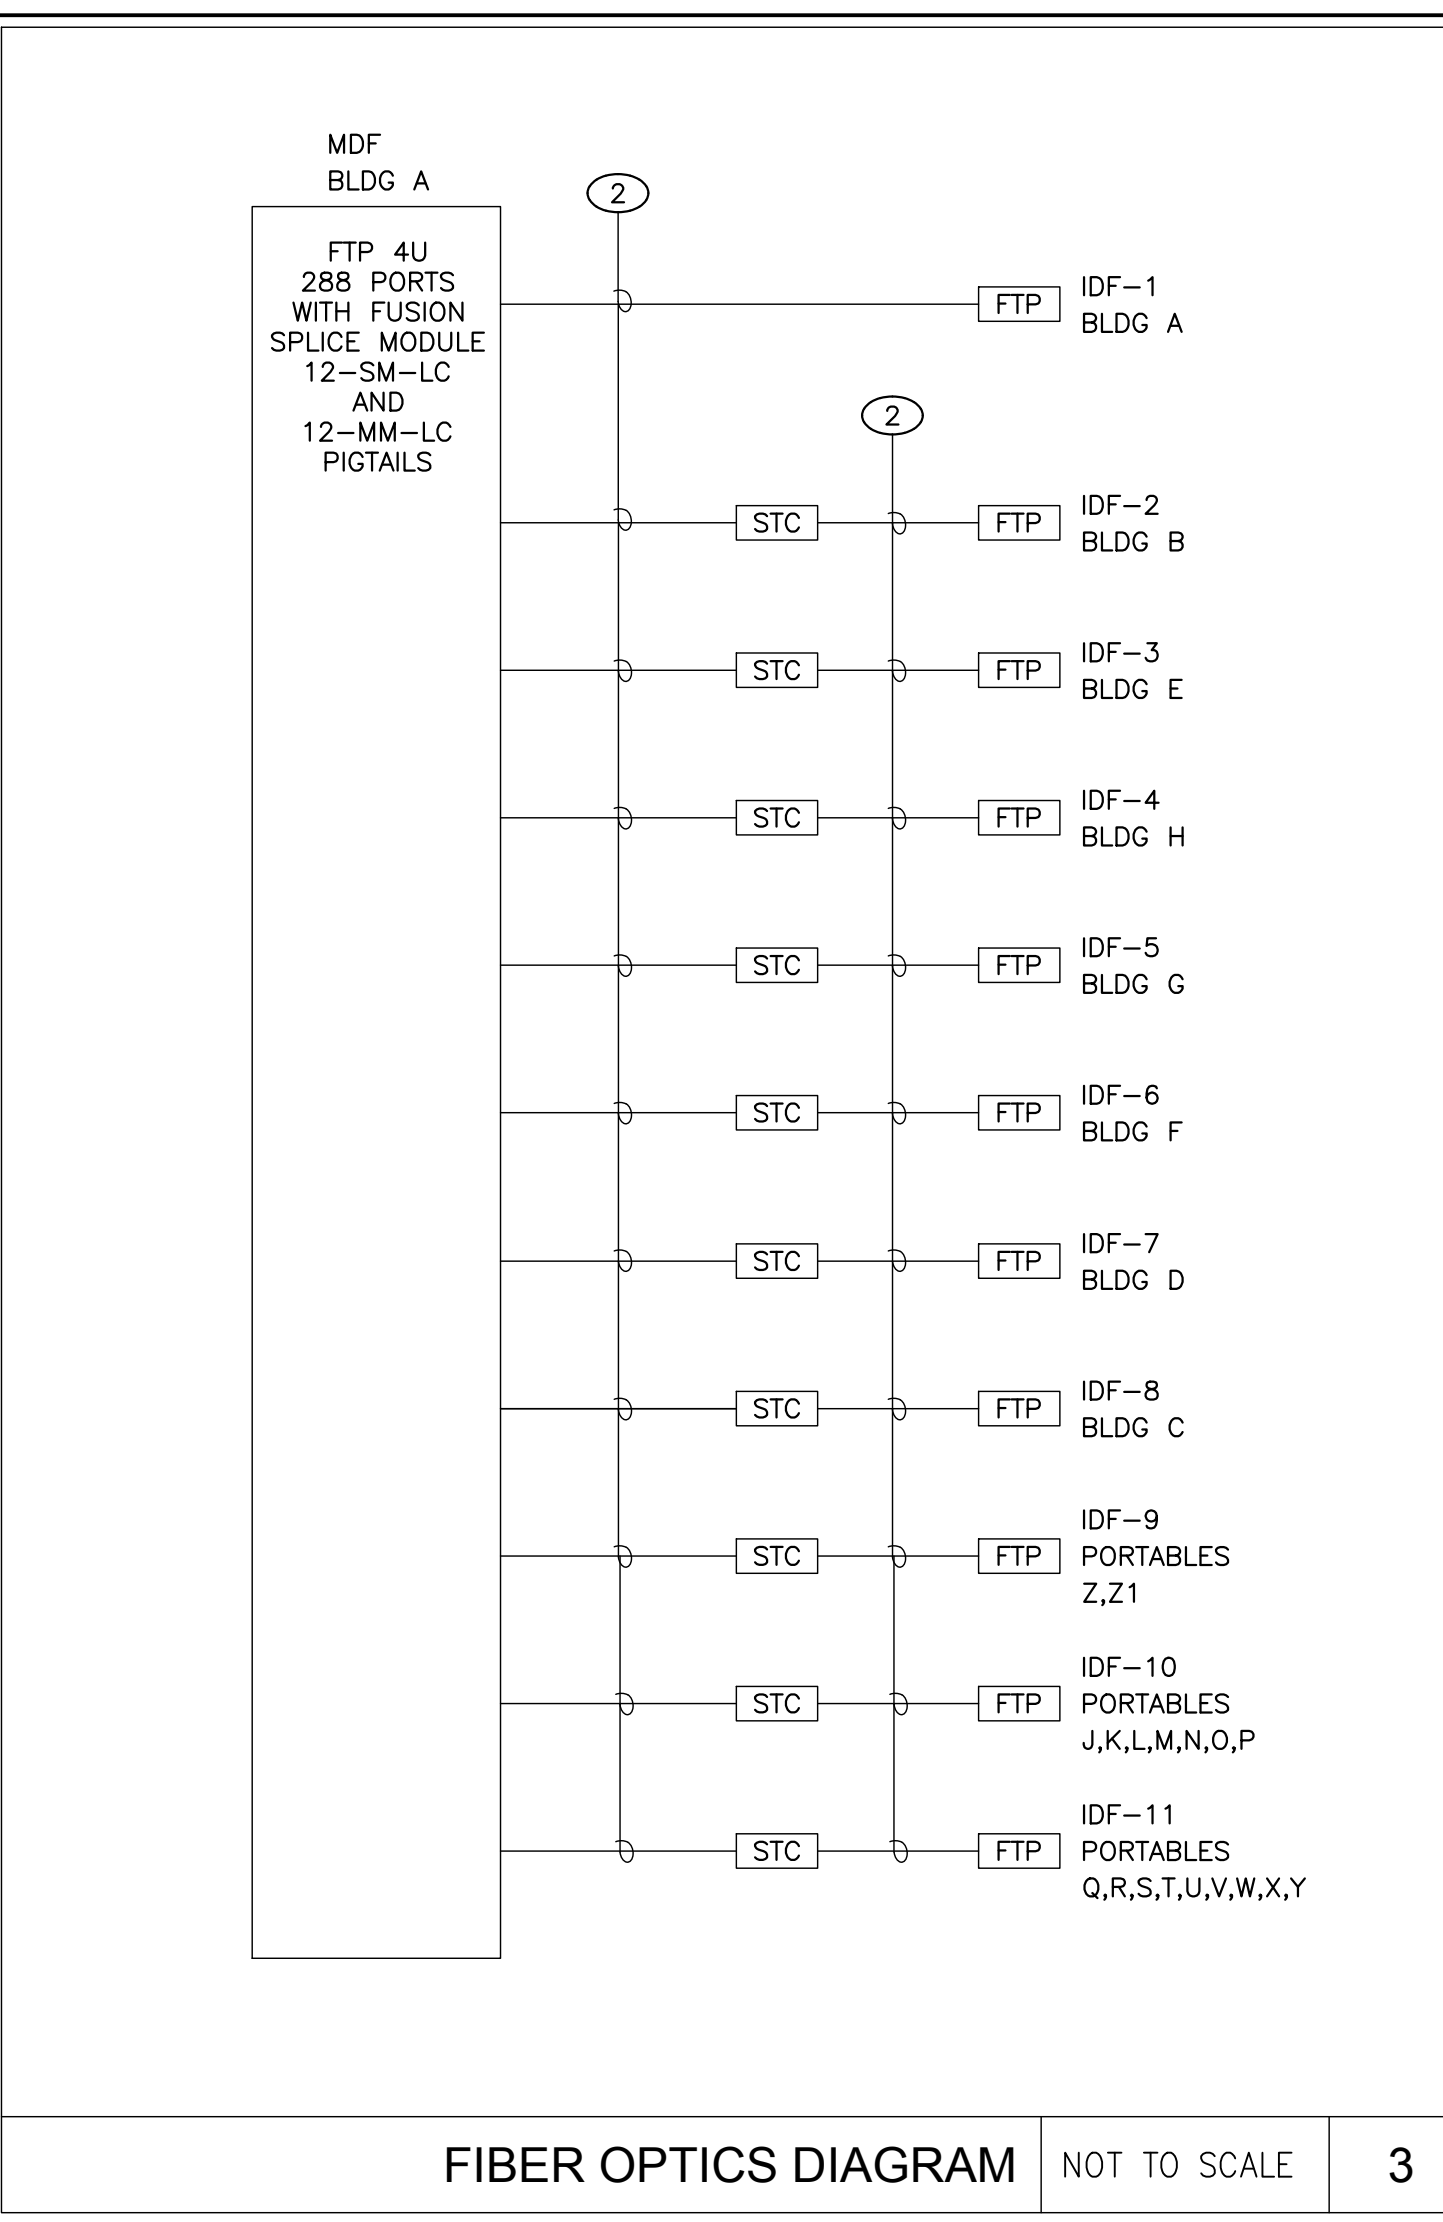 MDF
BLDG A
2
FTP 4U
288 PORTS
WITH FUSION
SPLICE MODULE
12-SM-LC
AND
12-MM-LC
PIGTAILS
FTP
IDF-1
BLDG A
2
STC
FTP
IDF-2
BLDG B
STC
FTP
IDF-3
BLDG E
STC
FTP
IDF-4
BLDG H
STC
FTP
IDF-5
BLDG G
STC
FTP
IDF-6
BLDG F
STC
FTP
IDF-7
BLDG D
STC
FTP
IDF-8
BLDG C
STC
FTP
IDF-9
PORTABLES
Z,Z1
STC
FTP
IDF-10
PORTABLES
J,K,L,M,N,O,P
STC
FTP
IDF-11
PORTABLES
Q,R,S,T,U,V,W,X,Y
FIBER OPTICS DIAGRAM
NOT TO SCALE
3